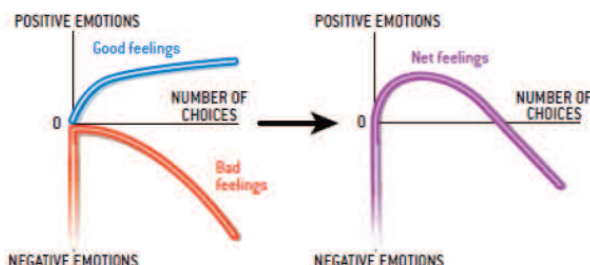 POSITIVE EMOTIONS
Good feelings
NUMBER OF
CHOICES
0
Bad
feelings
NEGATIVE EMOTIONS
POSITIVE EMOTIONS
Net feelings
NUMBER OF
CHOICES
0
NEGATIVE EMOTIONS